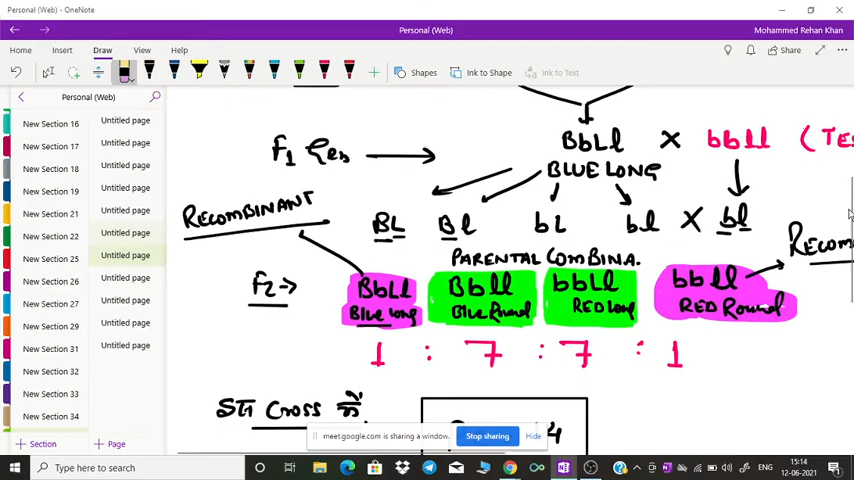 Personal (Web) - OneNote
Personal (Web)
Mohammed Rehan Khan
Home Insert Draw View Help
Share
Shapes Ink to Shape Ink to Text
Personal (Web)
New Section 16 Untitled page
New Section 17 Untitled page
New Section 18 Untitled page
New Section 19 Untitled page
New Section 21 Untitled page
New Section 22 Untitled page
New Section 25 Untitled page
New Section 26 Untitled page
New Section 27 Untitled page
New Section 29 Untitled page
New Section 31 Untitled page
New Section 32
New Section 33
New Section 34
+ Section + Page
F1 Gen BbLl X bbll (TES
BLUE LONG
RECOMBINANT
BL Bl bL bl X bl
PARENTAL COMBINA. RECOM
F2 BbLl Bbll bbLl bbll
Blue long Blue Round RED Long RED Round
1 : 7 : 7 : 1
CROSS में
meet.google.com is sharing a window. Stop sharing Hide
Type here to search
ENG
15:14
12-06-2021